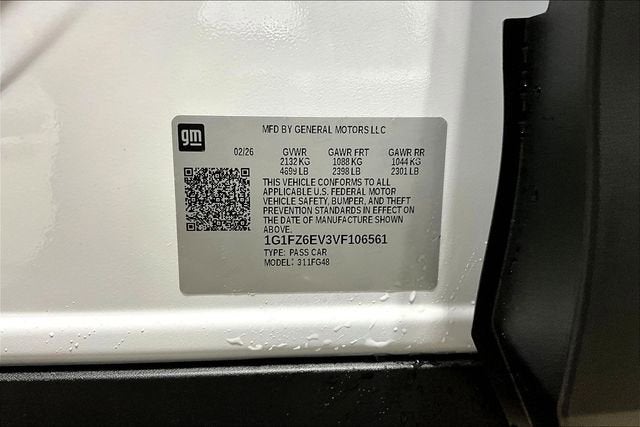 gm
MFD BY GENERAL MOTORS LLC
02/26 GVWR GAWR FRT GAWR RR
2132 KG 1088 KG 1044 KG
4699 LB 2398 LB 2301 LB
THIS VEHICLE CONFORMS TO ALL
APPLICABLE U.S. FEDERAL MOTOR
VEHICLE SAFETY, BUMPER, AND THEFT
PREVENTION STANDARDS IN EFFECT ON
THE DATE OF MANUFACTURE SHOWN
ABOVE.
1G1FZ6EV3VF106561
TYPE: PASS CAR
MODEL: 311FG48